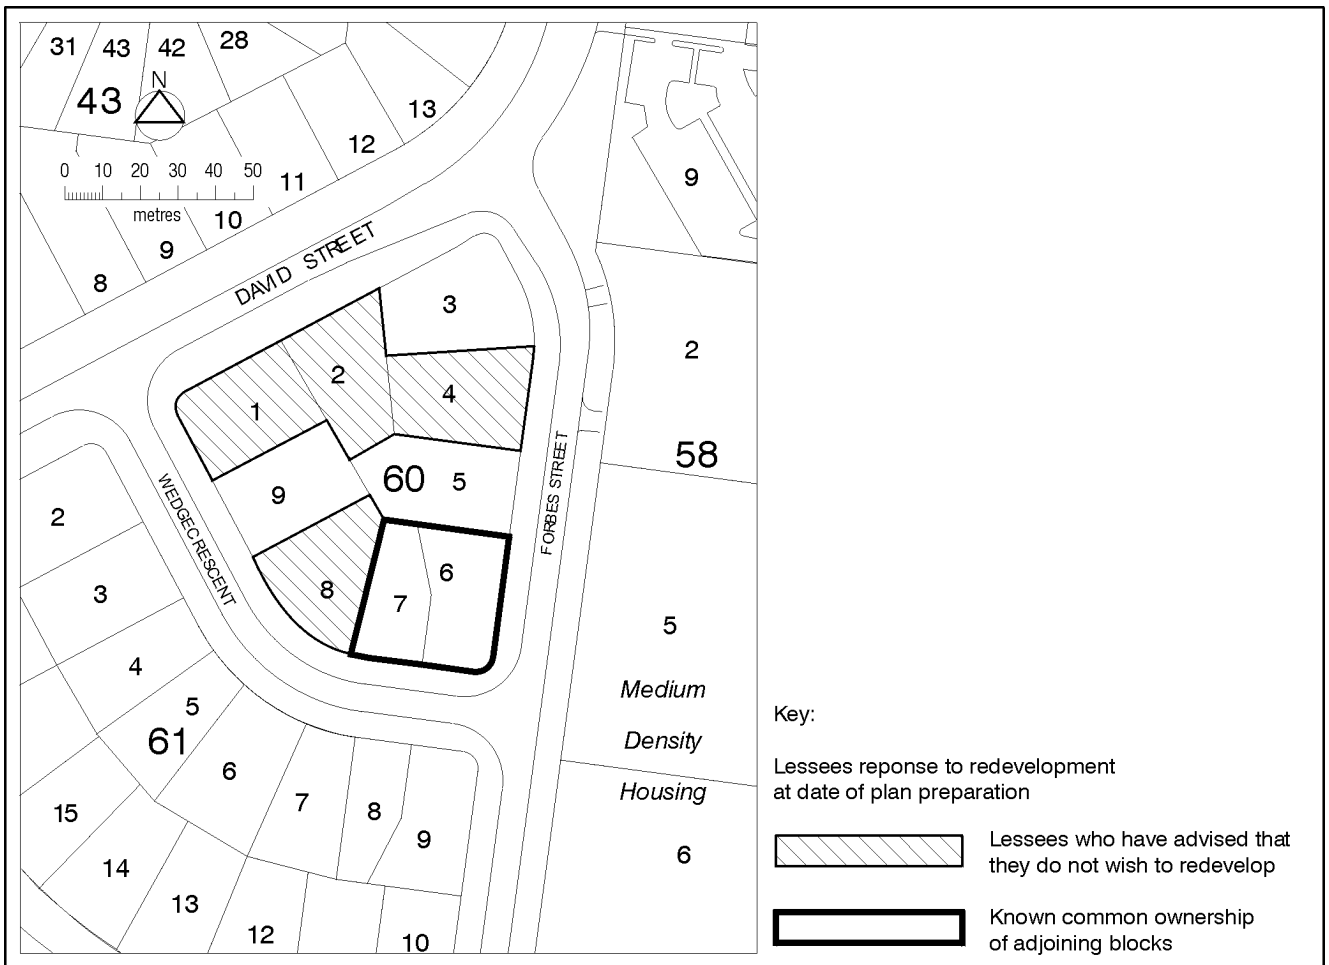 31 43 42 28
43
N
13
12
0 10 20 30 40 50
metres
11
10
9
8
9
DAVID STREET
3
2
2
4
1
58
60
5
9
FORBES STREET
WEDGE CRESCENT
2
3
8
7
6
5
4
5
61
6
7
8
9
15
14
13
12
10
Medium
Density
Housing
6
Key:
Lessees reponse to redevelopment
at date of plan preparation
Lessees who have advised that
they do not wish to redevelop
Known common ownership
of adjoining blocks